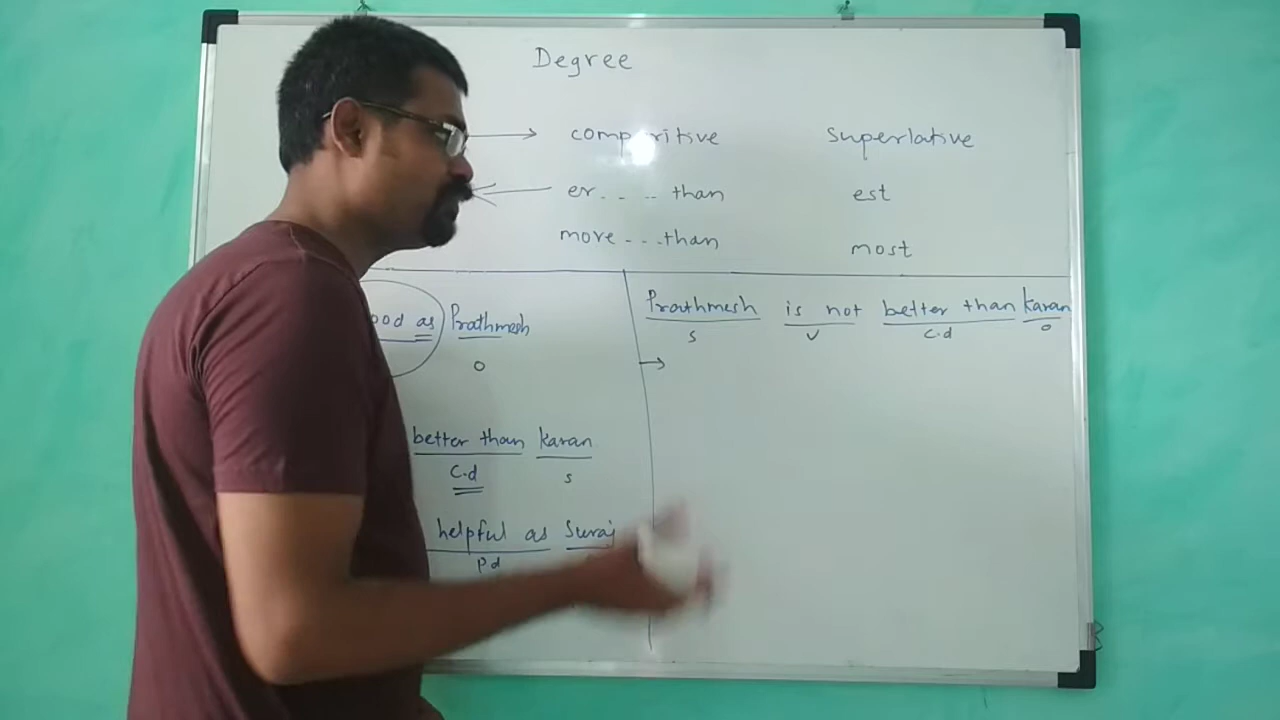 Degree
comparitive superlative
er.. .. than est
more ...than most
as Prathmesh
o
better than karan
c.d s
helpful as Suraj
pd
Prathmesh is not better than karan
s v c.d o